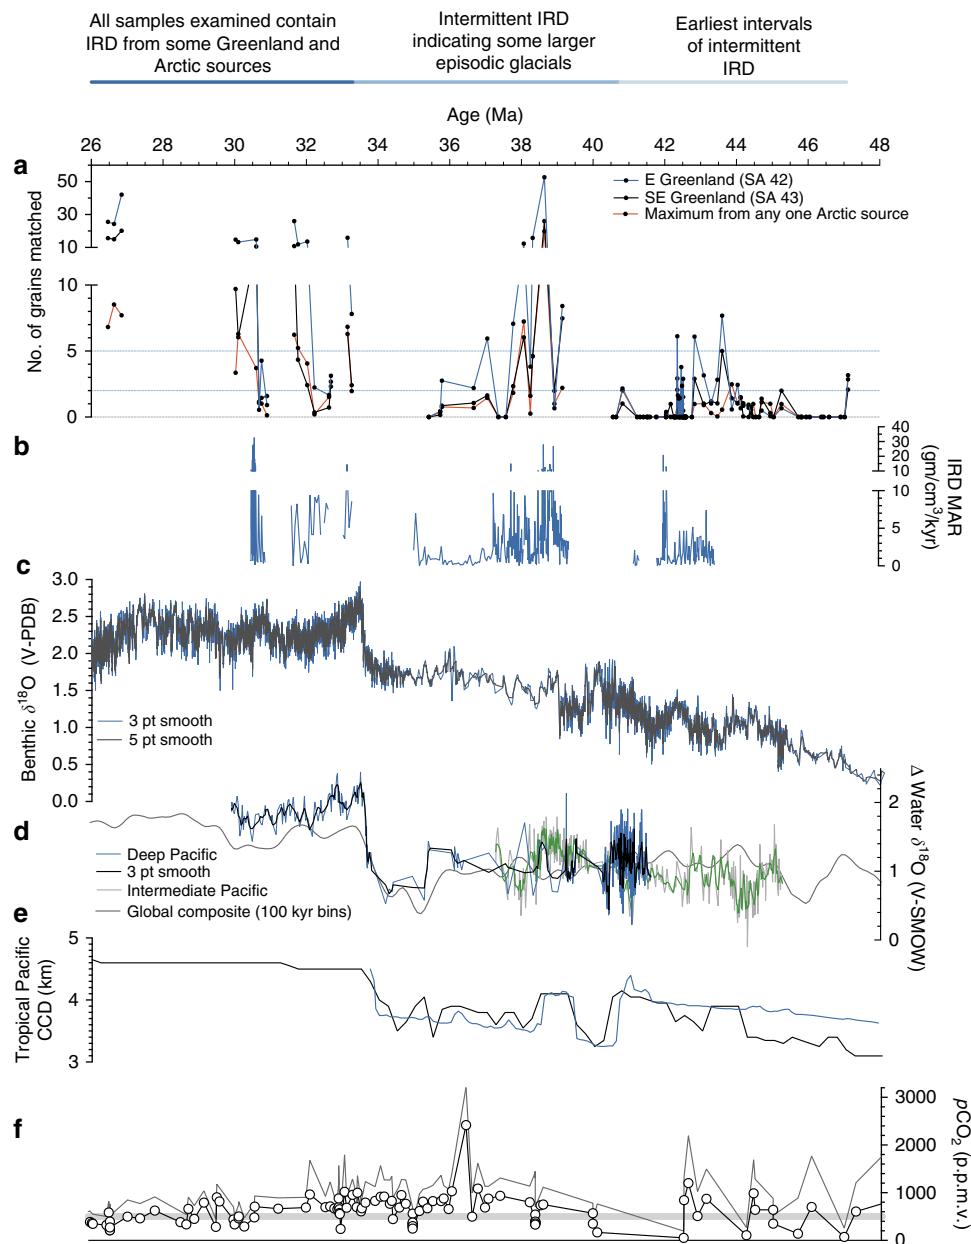 All samples examined contain
IRD from some Greenland and
Arctic sources
Intermittent IRD
indicating some larger
episodic glacials
Earliest intervals
of intermittent
IRD
Age (Ma)
26 28 30 32 34 36 38 40 42 44 46 48
a
50
30
10
10
5
0
No. of grains matched
E Greenland (SA 42)
SE Greenland (SA 43)
Maximum from any one Arctic source
b
40
30
20
10
10
5
0
IRD MAR
(gm/cm³/kyr)
c
3.0
2.5
2.0
1.5
1.0
0.5
0.0
Benthic δ¹⁸O (V-PDB)
3 pt smooth
5 pt smooth
d
2
1
0
Δ Water δ¹⁸O (V-SMOW)
Deep Pacific
3 pt smooth
Intermediate Pacific
Global composite (100 kyr bins)
e
5
4
3
Tropical Pacific
CCD (km)
f
3000
2000
1000
0
pCO₂ (p.p.m.v.)